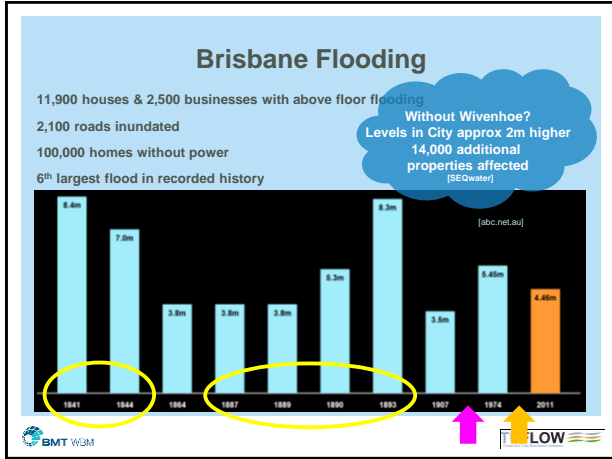 Brisbane Flooding
11,900 houses & 2,500 businesses with above floor flooding
2,100 roads inundated
100,000 homes without power
6th largest flood in recorded history
Without Wivenhoe?
Levels in City approx 2m higher
14,000 additional
properties affected
[SEQwater]
[abc.net.au]
8.4m
7.0m
3.8m
3.8m
3.8m
5.3m
8.3m
3.5m
5.45m
4.46m
1841
1844
1864
1887
1889
1890
1893
1907
1974
2011
BMT WBM
FLOW